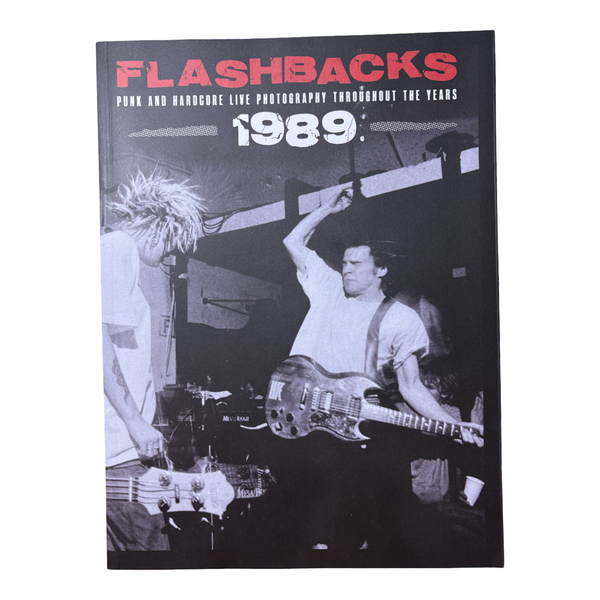 FLASHBACKS
PUNK AND HARDCORE LIVE PHOTOGRAPHY THROUGHOUT THE YEARS
1989